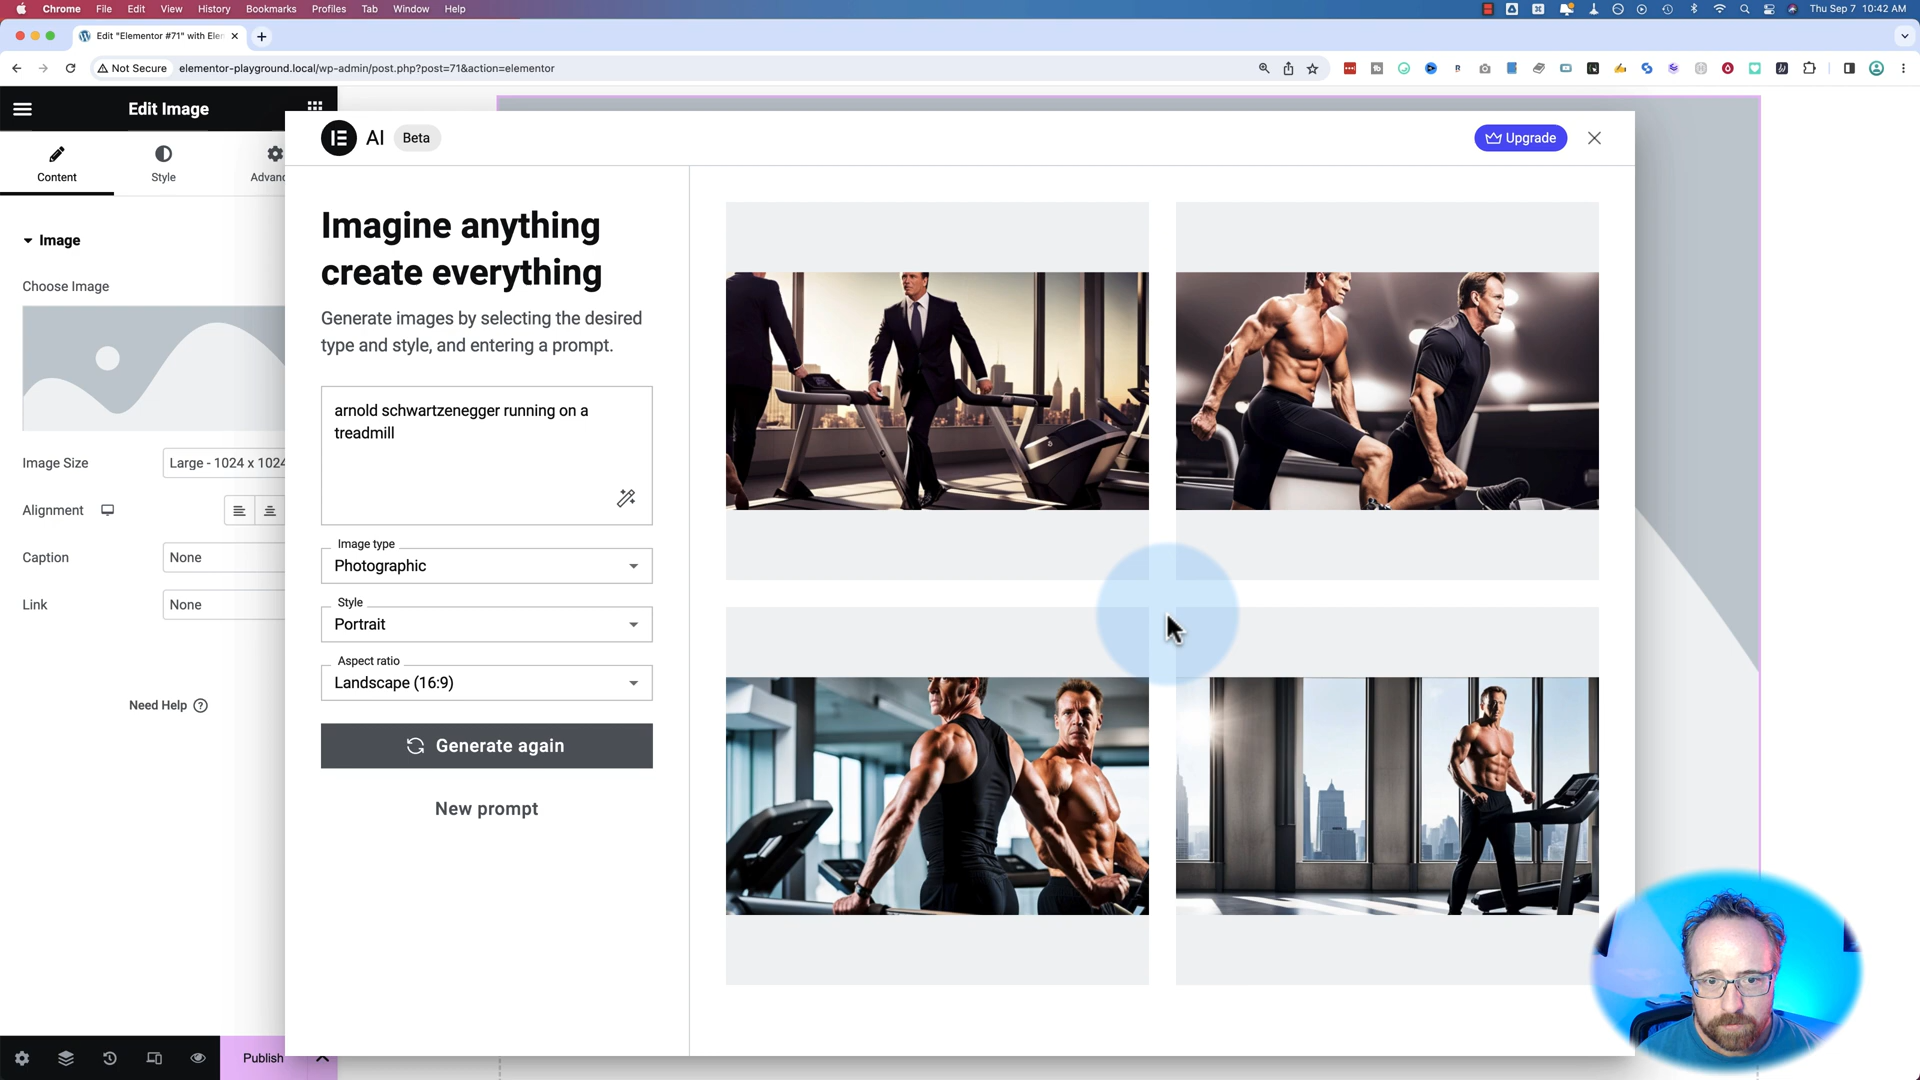 Chrome File Edit View History Bookmarks Profiles Tab Window Help
Thu Sep 7 10:42 AM
Edit "Elementor #71" with Elem
Not Secure elementor-playground.local/wp-admin/post.php?post=71&action=elementor
Edit Image
Content Style Advanc
Image
Choose Image
Image Size Large - 1024 x 1024
Alignment
Caption None
Link None
Need Help
Publish
AI Beta
Upgrade
Imagine anything
create everything
Generate images by selecting the desired
type and style, and entering a prompt.
arnold schwartzenegger running on a
treadmill
Image type
Photographic
Style
Portrait
Aspect ratio
Landscape (16:9)
Generate again
New prompt